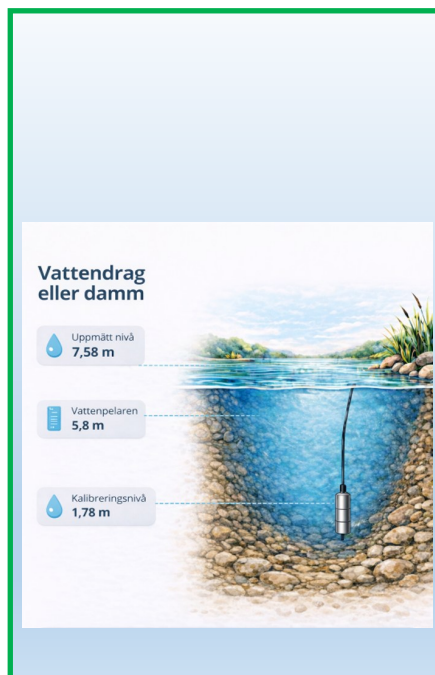 Vattendrag
eller damm
Uppmätt nivå
7,58 m
Vattenpelaren
5,8 m
Kalibreringsnivå
1,78 m